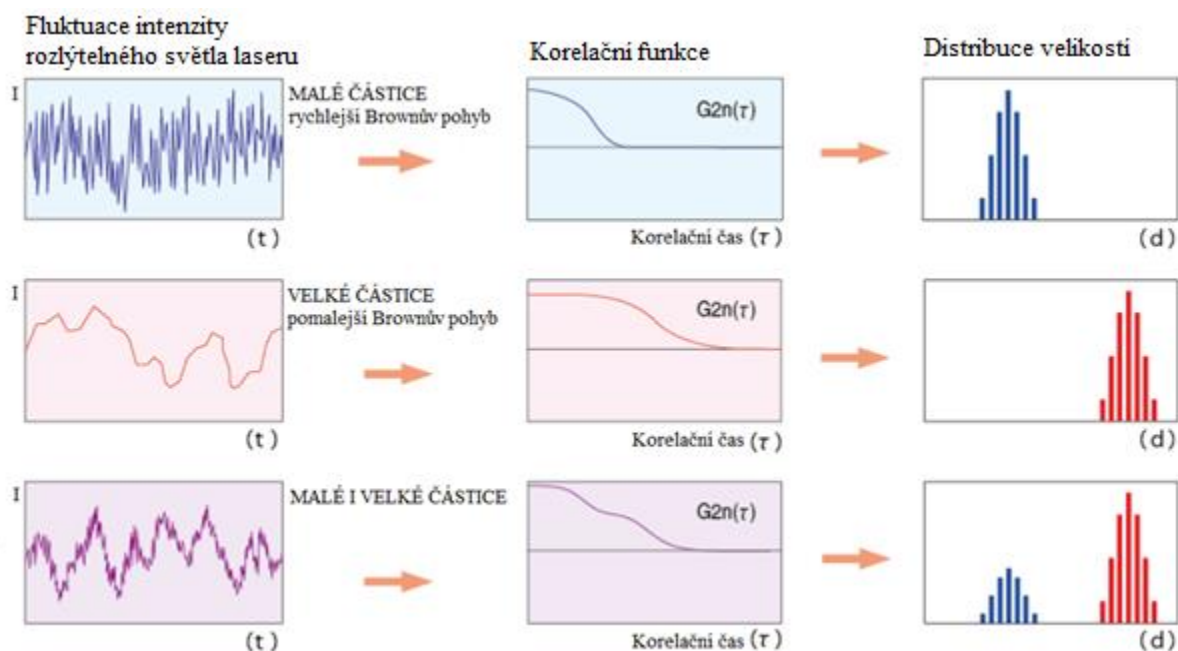 Fluktuace intenzity
rozlýtelného světla laseru
Korelační funkce
Distribuce velikostí
I
MALÉ ČÁSTICE
rychlejší Brownův pohyb
G2n(τ)
(t)
Korelační čas (τ)
(d)
I
VELKÉ ČÁSTICE
pomalejší Brownův pohyb
G2n(τ)
(t)
Korelační čas (τ)
(d)
I
MALÉ I VELKÉ ČÁSTICE
G2n(τ)
(t)
Korelační čas (τ)
(d)